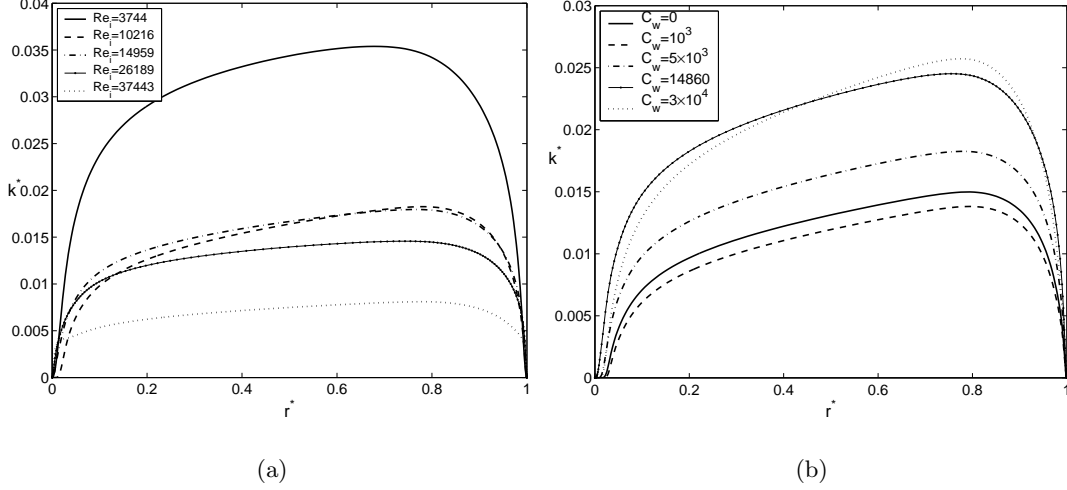 0.04
0.035
0.03
0.025
0.02
k*
0.015
0.01
0.005
0
0 0.2 0.4 0.6 0.8 1
r*
Re_i=3744
Re_i=10216
Re_i=14959
Re_i=26189
Re_i=37443
(a)
0.03
0.025
0.02
k*
0.015
0.01
0.005
0
0 0.2 0.4 0.6 0.8 1
r*
C_w=0
C_w=10^3
C_w=5×10^3
C_w=14860
C_w=3×10^4
(b)